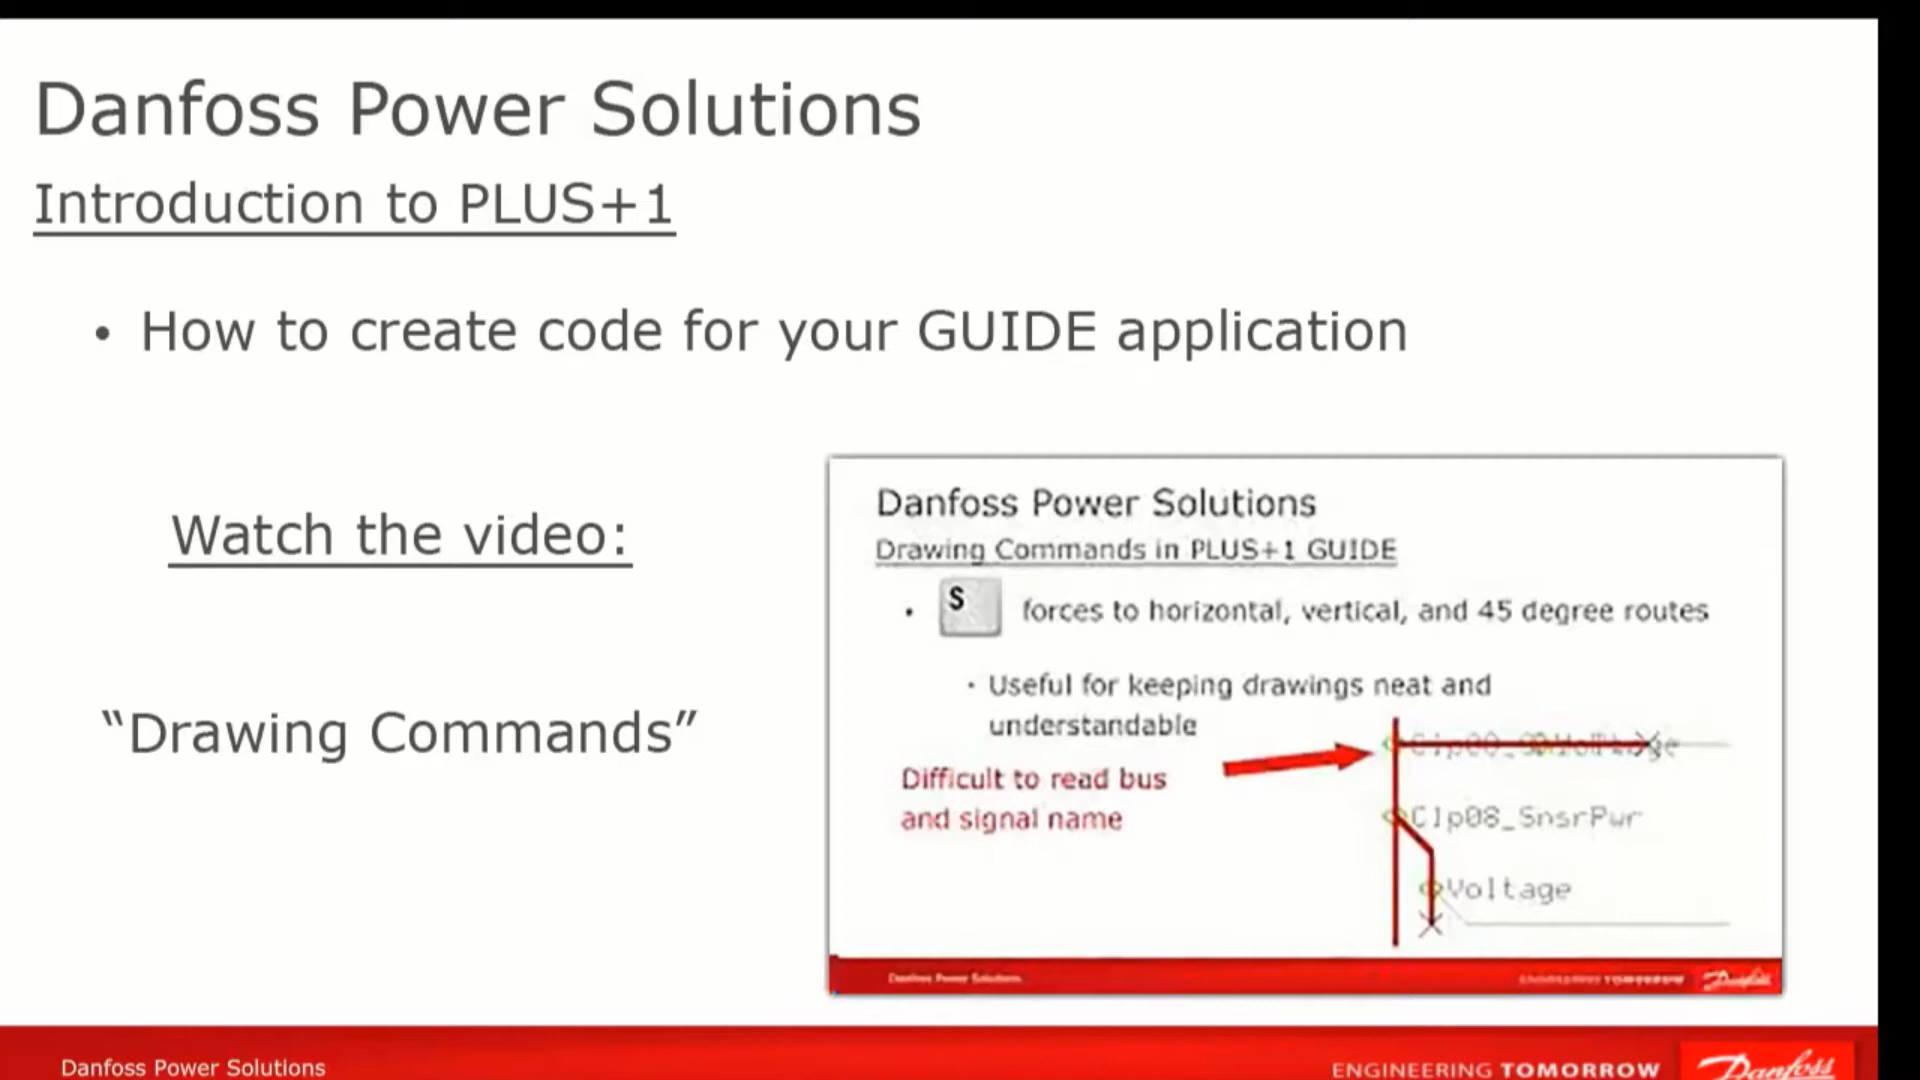 Danfoss Power Solutions
Introduction to PLUS+1
• How to create code for your GUIDE application
Watch the video:
“Drawing Commands”
Danfoss Power Solutions
Drawing Commands in PLUS+1 GUIDE
• S forces to horizontal, vertical, and 45 degree routes
• Useful for keeping drawings neat and
understandable
Difficult to read bus
and signal name
C1p08_SnsrPwr
Voltage
Danfoss Power Solutions
ENGINEERING TOMORROW
Danfoss
Danfoss Power Solutions
ENGINEERING TOMORROW
Danfoss